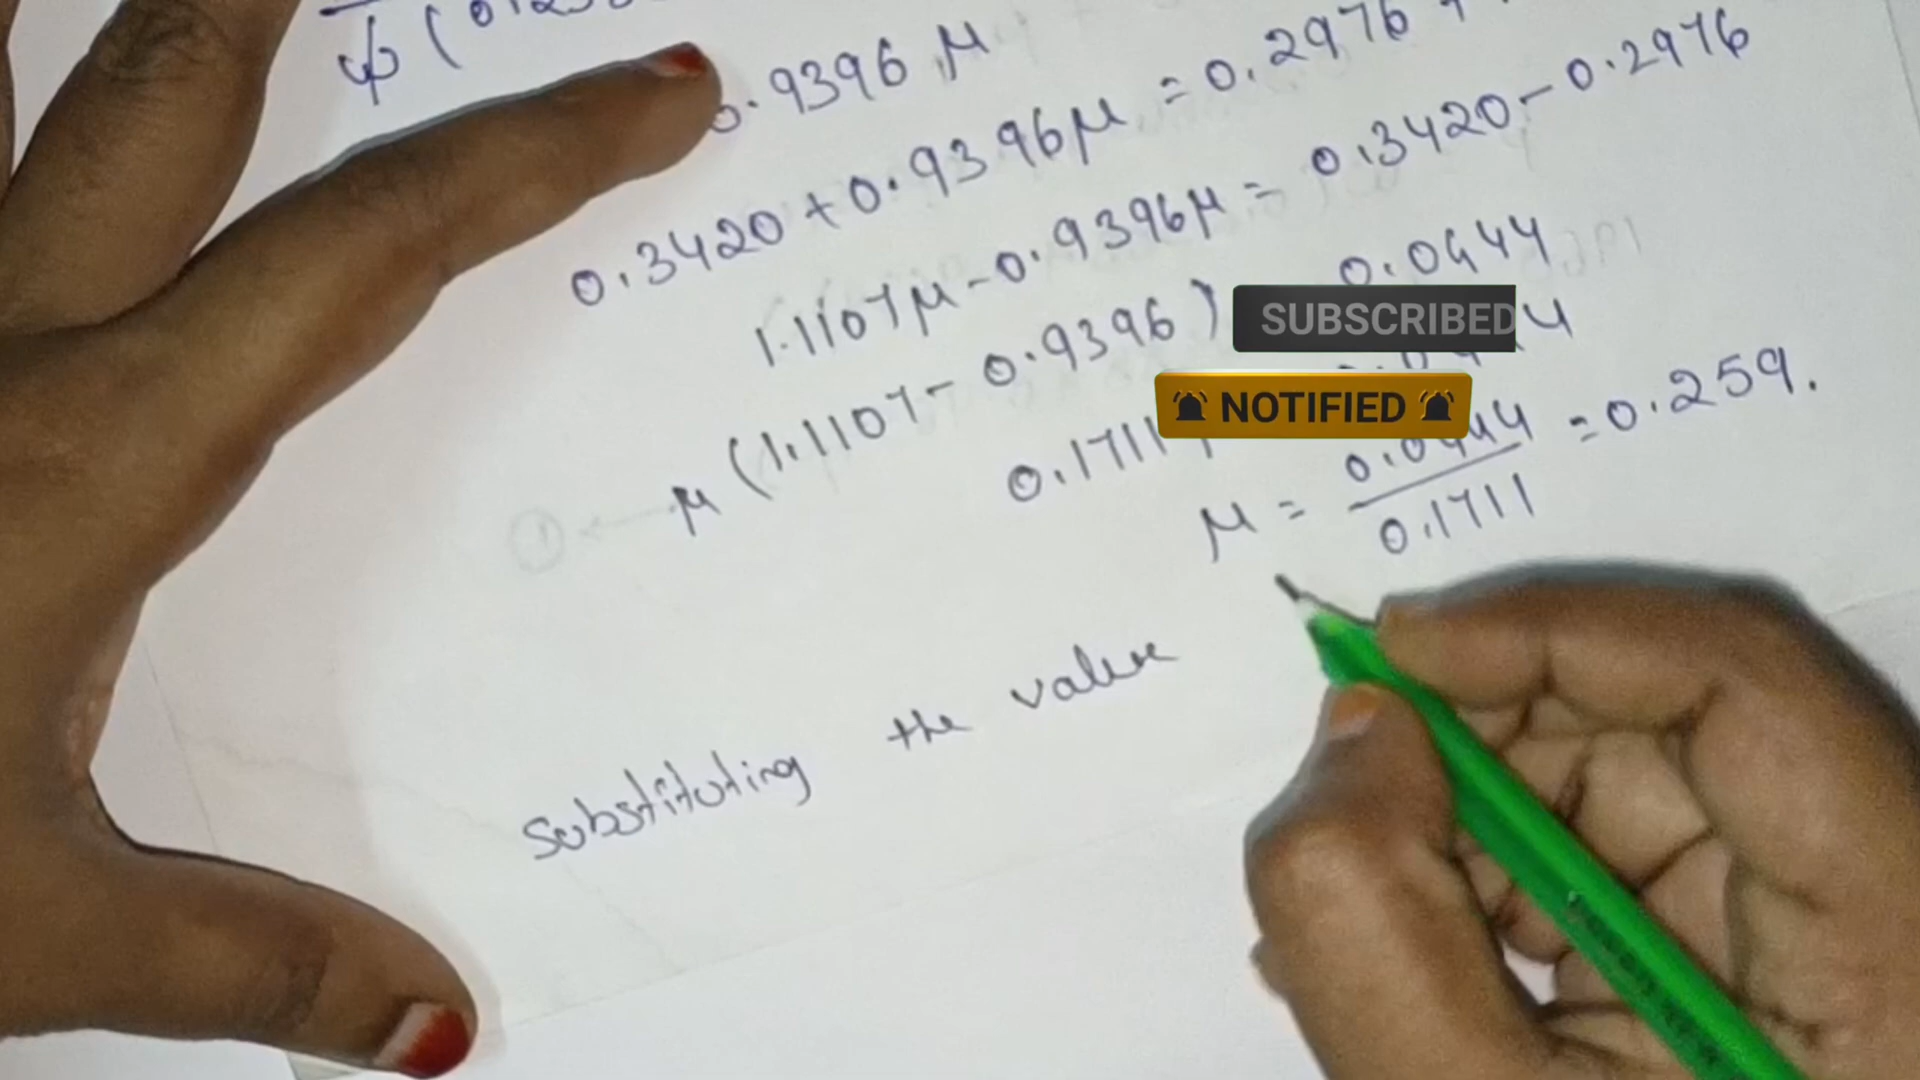 0.9396 μ
0.3420 + 0.9396μ = 0.2976 +
1.1107μ - 0.9396μ = 0.3420 - 0.2976
μ (1.1107 - 0.9396) 0.0444
SUBSCRIBED
0.1711
NOTIFIED
μ = 0.0444 / 0.1711 = 0.259.
substituting the value